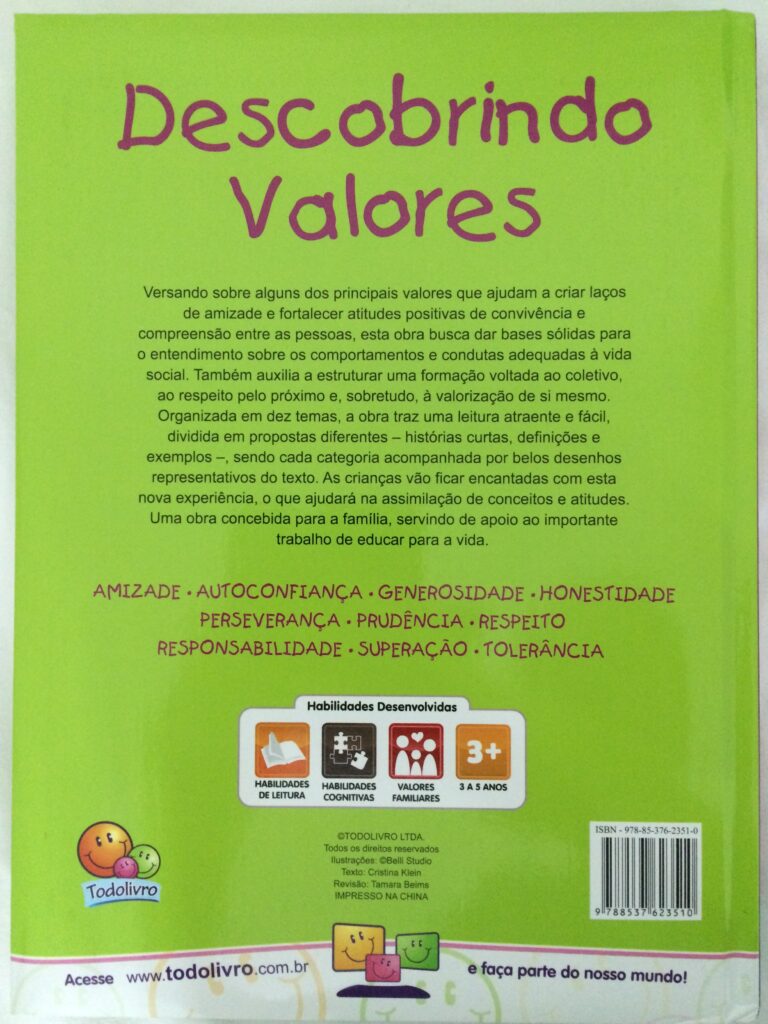 Descobrindo
Valores
Versando sobre alguns dos principais valores que ajudam a criar laços
de amizade e fortalecer atitudes positivas de convivência e
compreensão entre as pessoas, esta obra busca dar bases sólidas para
o entendimento sobre os comportamentos e condutas adequadas à vida
social. Também auxilia a estruturar uma formação voltada ao coletivo,
ao respeito pelo próximo e, sobretudo, à valorização de si mesmo.
Organizada em dez temas, a obra traz uma leitura atraente e fácil,
dividida em propostas diferentes – histórias curtas, definições e
exemplos –, sendo cada categoria acompanhada por belos desenhos
representativos do texto. As crianças vão ficar encantadas com esta
nova experiência, o que ajudará na assimilação de conceitos e atitudes.
Uma obra concebida para a família, servindo de apoio ao importante
trabalho de educar para a vida.
AMIZADE • AUTOCONFIANÇA • GENEROSIDADE • HONESTIDADE
PERSEVERANÇA • PRUDÊNCIA • RESPEITO
RESPONSABILIDADE • SUPERAÇÃO • TOLERÂNCIA
Habilidades Desenvolvidas
3+
HABILIDADES
DE LEITURA
HABILIDADES
COGNITIVAS
VALORES
FAMILIARES
3 A 5 ANOS
Todolivro
©TODOLIVRO LTDA.
Todos os direitos reservados
Ilustrações: ©Belli Studio
Texto: Cristina Klein
Revisão: Tamara Beims
IMPRESSO NA CHINA
ISBN - 978-85-376-2351-0
9 788537 623510
Acesse www.todolivro.com.br e faça parte do nosso mundo!